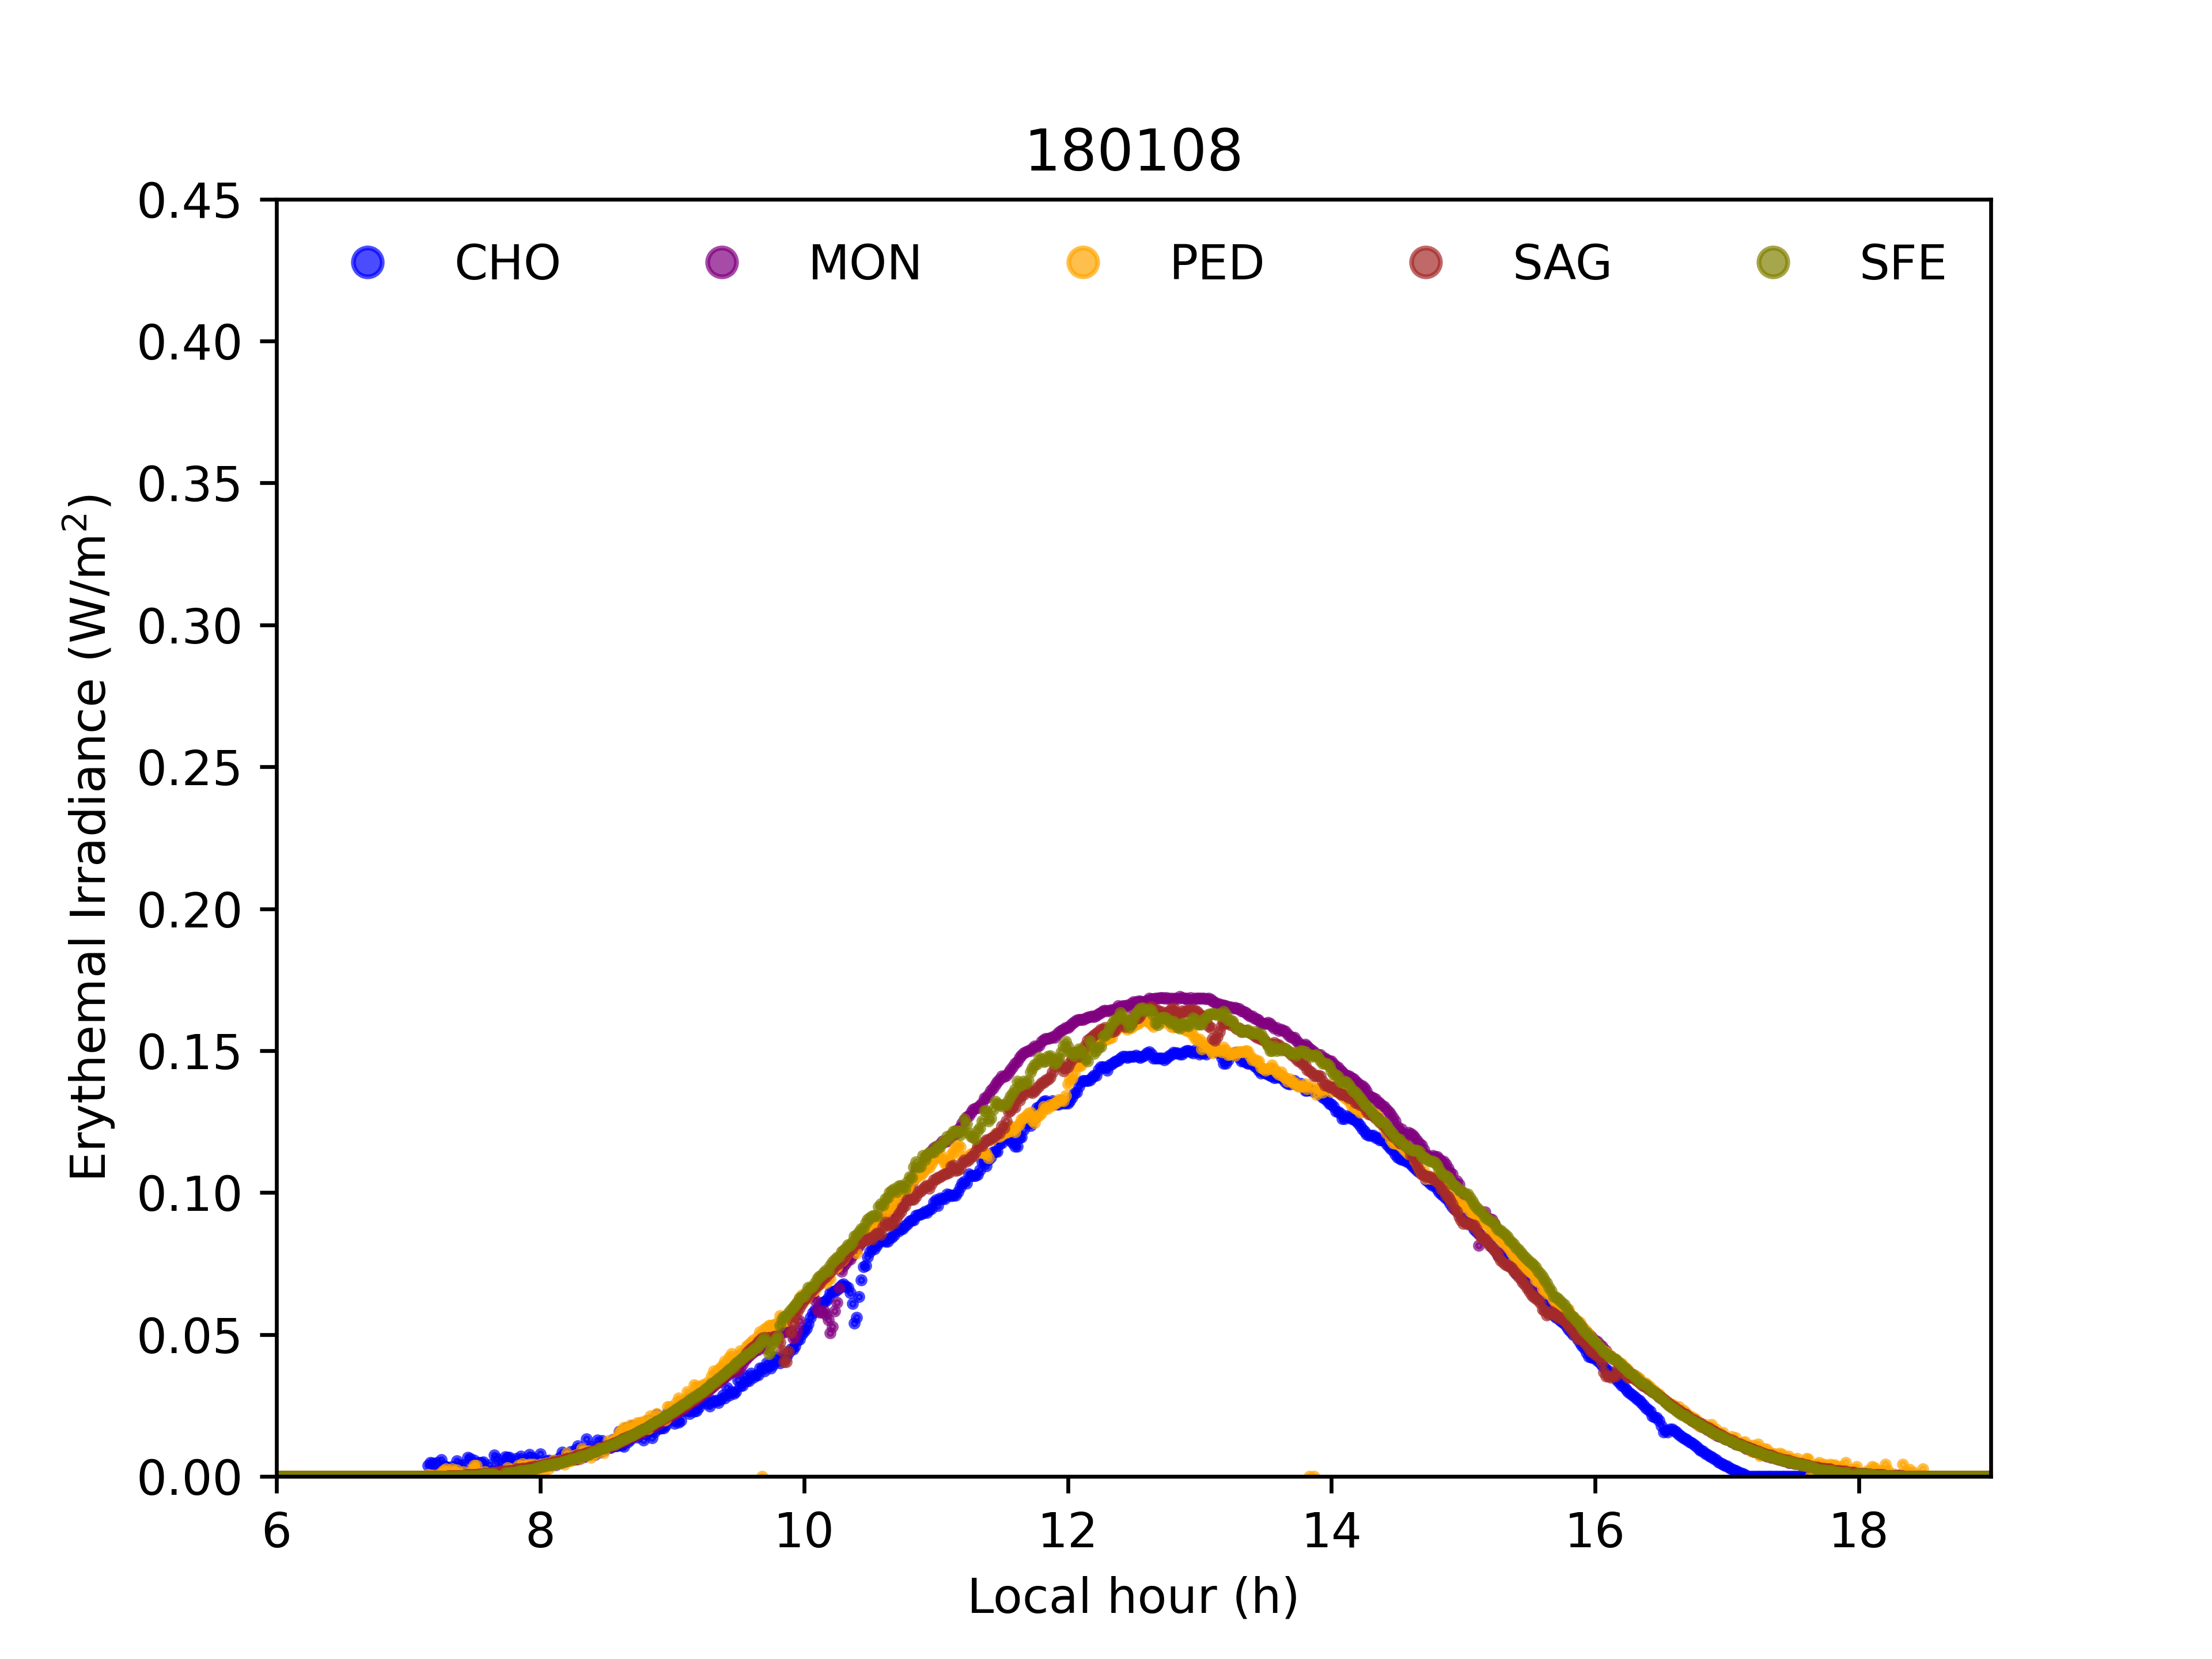 180108
CHO MON PED SAG SFE
Erythemal Irradiance (W/m²)
0.45
0.40
0.35
0.30
0.25
0.20
0.15
0.10
0.05
0.00
6 8 10 12 14 16 18
Local hour (h)